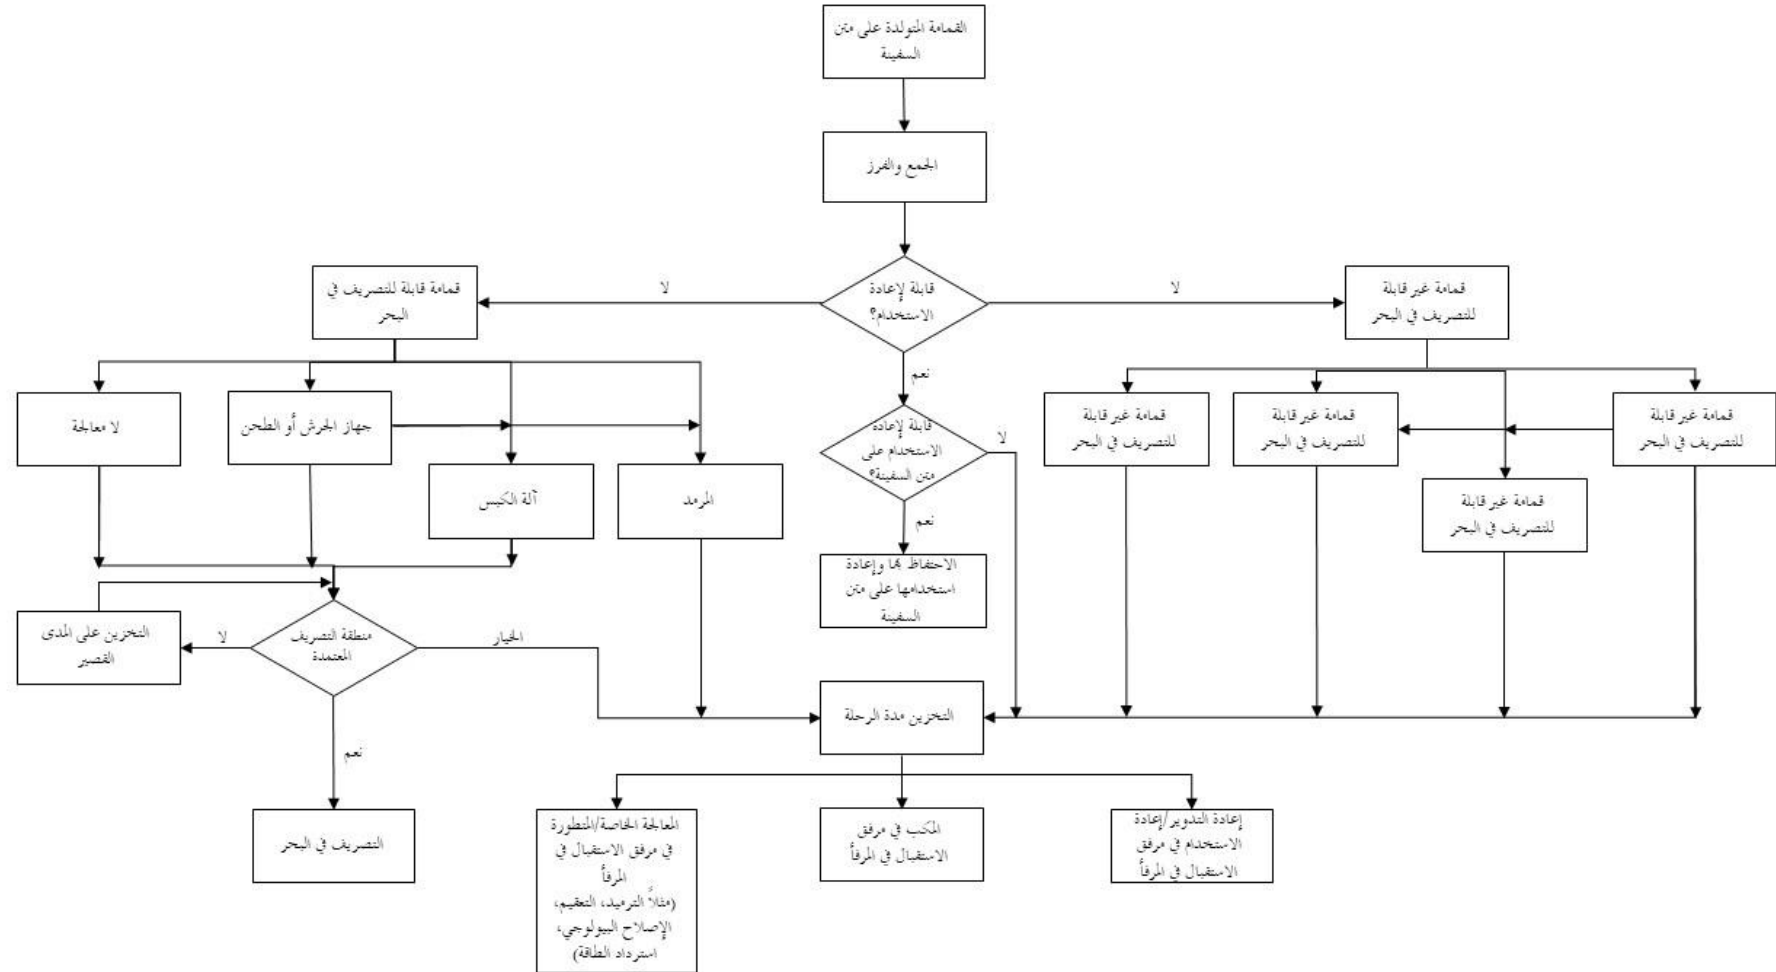 القمامة المتولدة على متن
السفينة
الجمع والفرز
قابلة لإعادة
الاستخدام؟
لا
لا
قمامة غير قابلة
للتصريف في البحر
قمامة قابلة للتصريف في
البحر
نعم
قمامة غير قابلة
للتصريف في البحر
قمامة غير قابلة
للتصريف في البحر
قمامة غير قابلة
للتصريف في البحر
قمامة غير قابلة
للتصريف في البحر
قابلة لإعادة
الاستخدام على
متن السفينة؟
لا
نعم
الاحتفاظ بها وإعادة
استخدامها على متن
السفينة
المرمد
آلة الكبس
جهاز الجرش أو الطحن
لا معالجة
منطقة التصريف
المعتمدة
الخيار
لا
التخزين على المدى
القصير
نعم
التصريف في البحر
التخزين مدة الرحلة
إعادة التدوير/إعادة
الاستخدام في مرفق
الاستقبال في المرفأ
المكب في مرفق
الاستقبال في المرفأ
المعالجة الخاصة/المتطورة
في مرفق الاستقبال في
المرفأ
(مثلاً الترميد، التعقيم،
الإصلاح البيولوجي،
استرداد الطاقة)